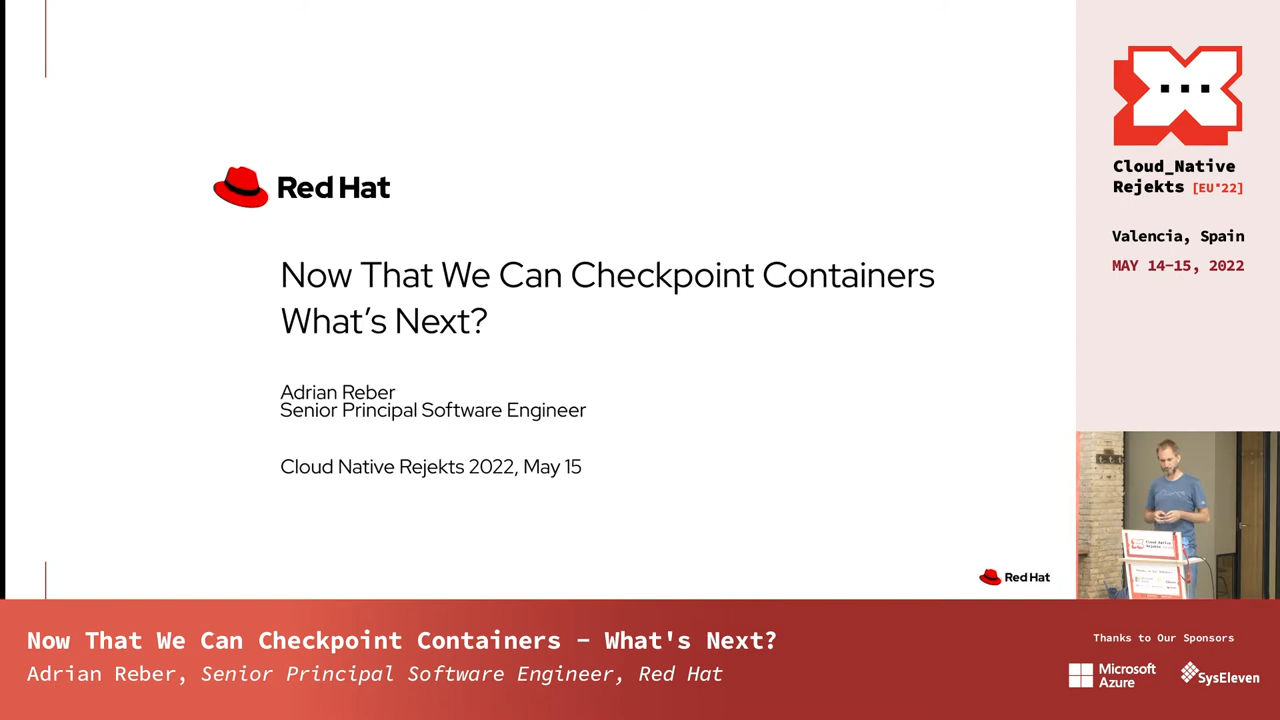 Red Hat
Now That We Can Checkpoint Containers
What's Next?
Adrian Reber
Senior Principal Software Engineer
Cloud Native Rejekts 2022, May 15
Red Hat
Cloud_Native
Rejekts [EU'22]
Valencia, Spain
MAY 14-15, 2022
Cloud_Native
Rejekts
Now That We Can Checkpoint Containers - What's Next?
Adrian Reber, Senior Principal Software Engineer, Red Hat
Thanks to Our Sponsors
Microsoft
Azure
SysEleven